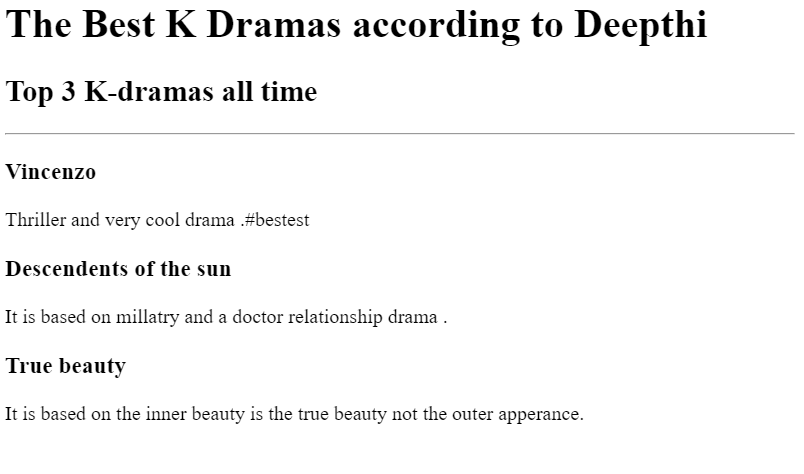 The Best K Dramas according to Deepthi
Top 3 K-dramas all time
Vincenzo
Thriller and very cool drama .#bestest
Descendents of the sun
It is based on millatry and a doctor relationship drama .
True beauty
It is based on the inner beauty is the true beauty not the outer apperance.